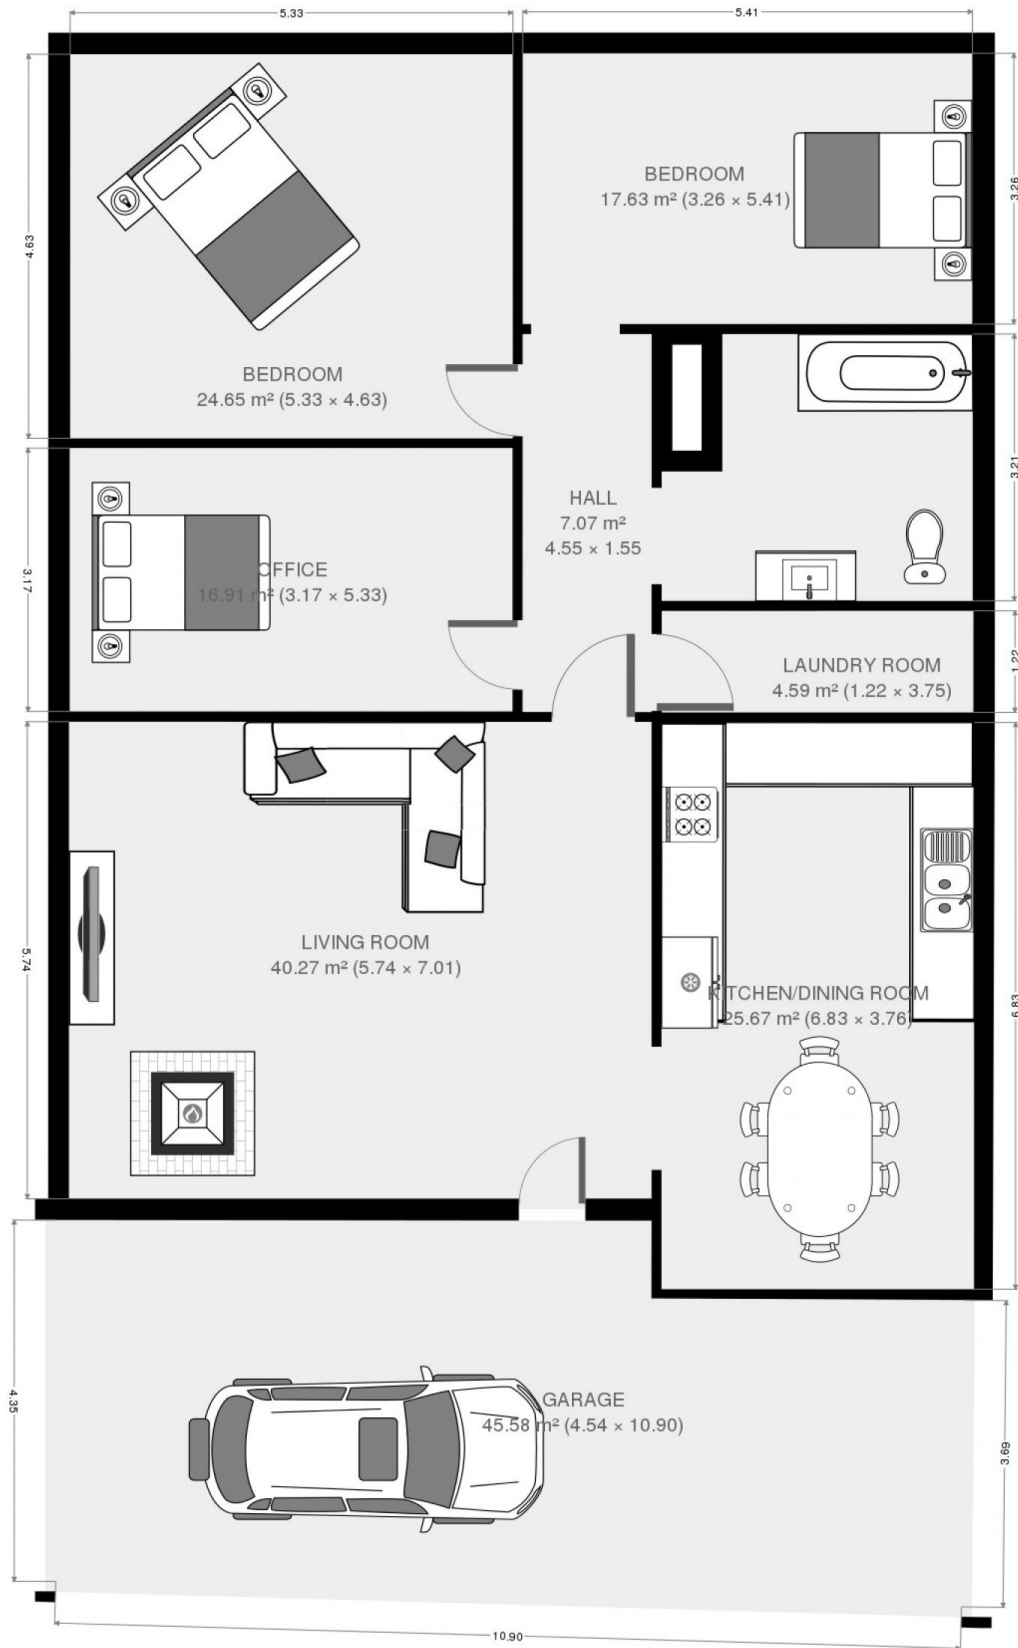 5.33
5.41
4.63
3.26
BEDROOM
17.63 m² (3.26 × 5.41)
BEDROOM
24.65 m² (5.33 × 4.63)
3.21
HALL
7.07 m²
4.55 × 1.55
3.17
OFFICE
16.91 m² (3.17 × 5.33)
1.22
LAUNDRY ROOM
4.59 m² (1.22 × 3.75)
5.74
LIVING ROOM
40.27 m² (5.74 × 7.01)
KITCHEN/DINING ROOM
25.67 m² (6.83 × 3.76)
6.83
4.35
GARAGE
45.58 m² (4.54 × 10.90)
3.69
10.90